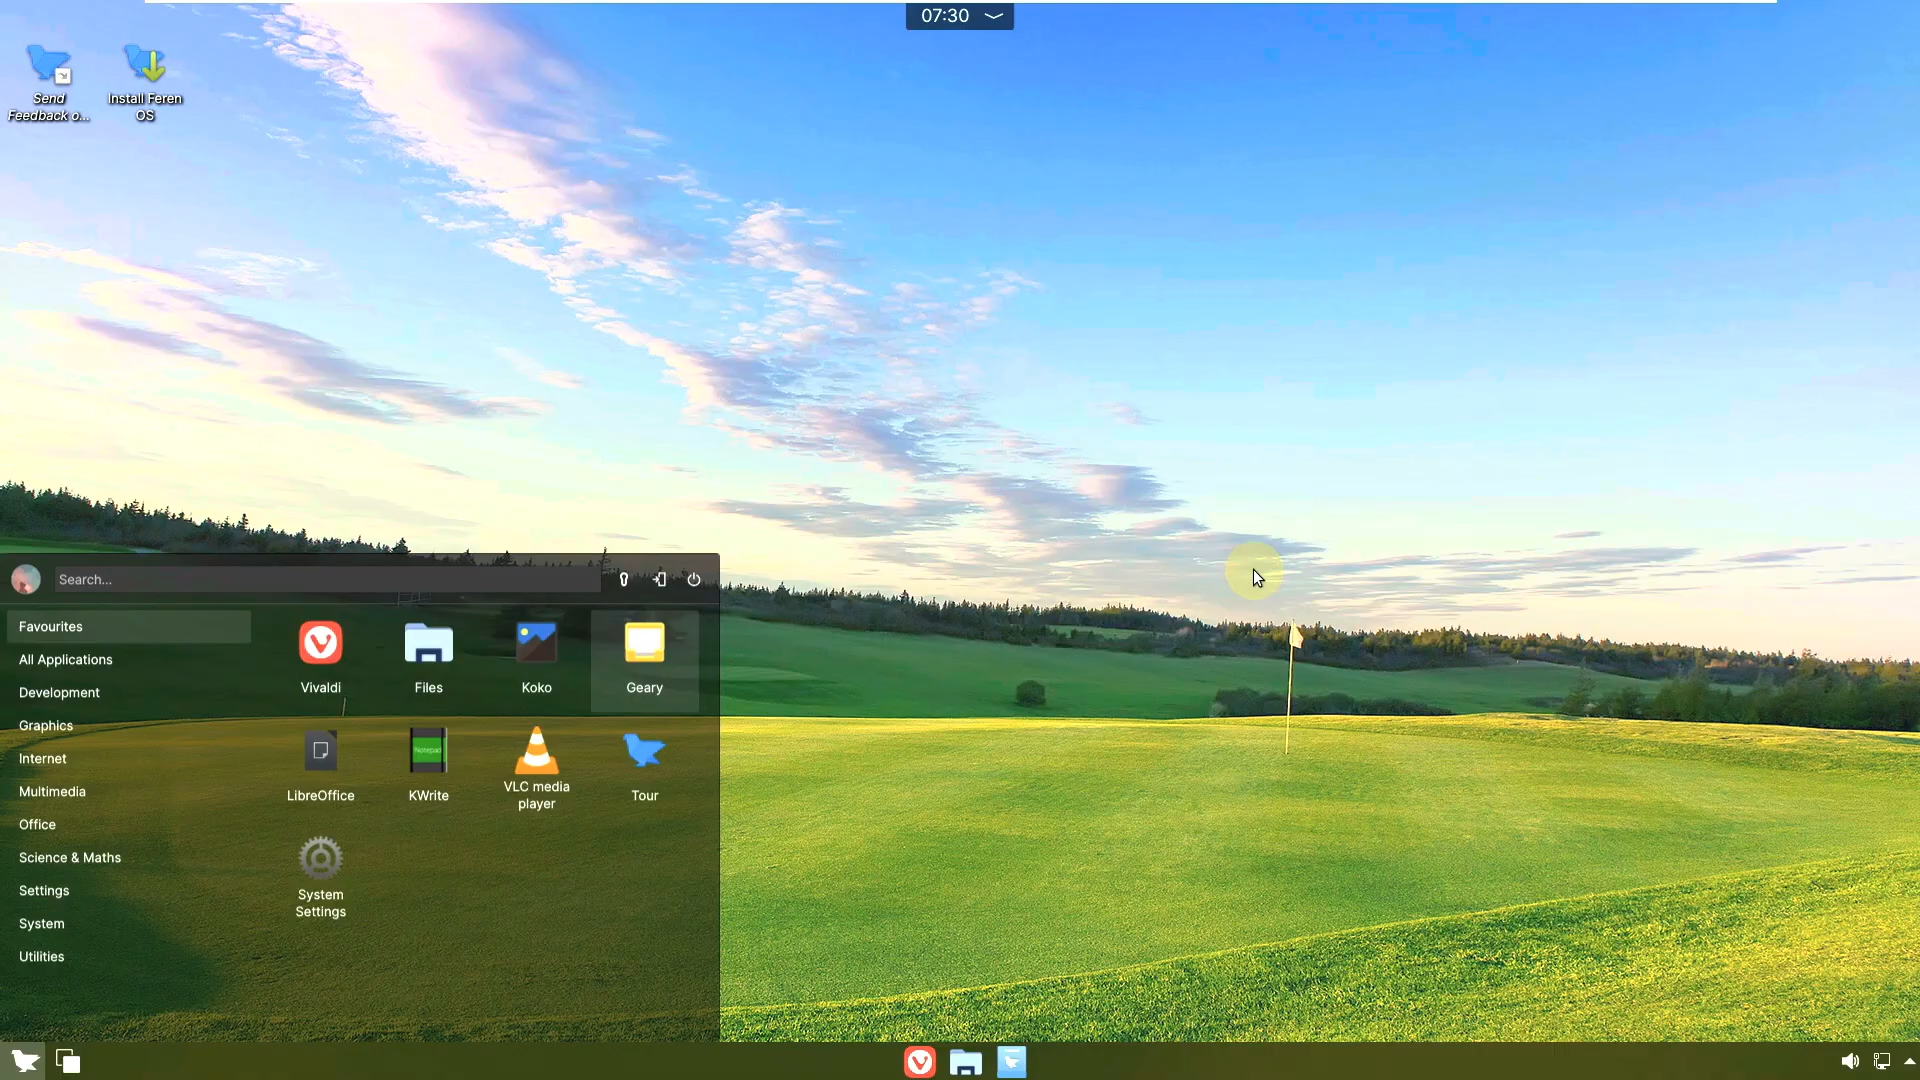 07:30
Send
Feedback o...
Install Feren
OS
Search...
Favourites
All Applications
Development
Graphics
Internet
Multimedia
Office
Science & Maths
Settings
System
Utilities
Vivaldi
Files
Koko
Geary
Notepad
LibreOffice
KWrite
VLC media
player
Tour
System
Settings